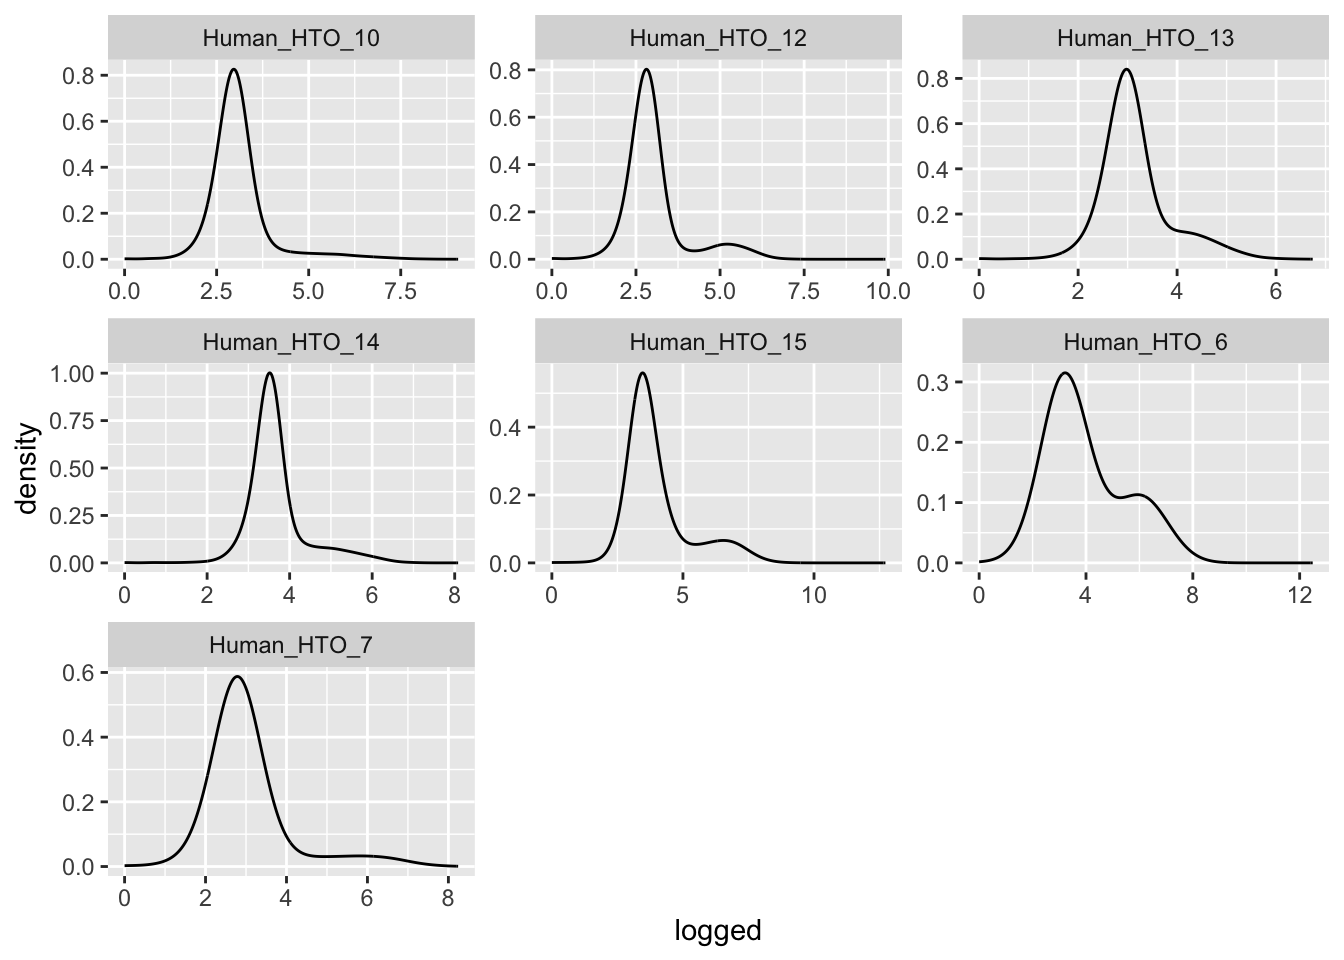 Human_HTO_10 Human_HTO_12 Human_HTO_13
0.8 0.8 0.8
0.6 0.6 0.6
0.4 0.4 0.4
0.2 0.2 0.2
0.0 0.0 0.0
0.0 2.5 5.0 7.5 0.0 2.5 5.0 7.5 10.0 0 2 4 6
Human_HTO_14 Human_HTO_15 Human_HTO_6
1.00 0.3
0.75 0.4
0.50 0.2 0.2
0.25 0.1
0.00 0.0 0.0
0 2 4 6 8 0 5 10 0 4 8 12
density
Human_HTO_7
0.6
0.4
0.2
0.0
0 2 4 6 8
logged